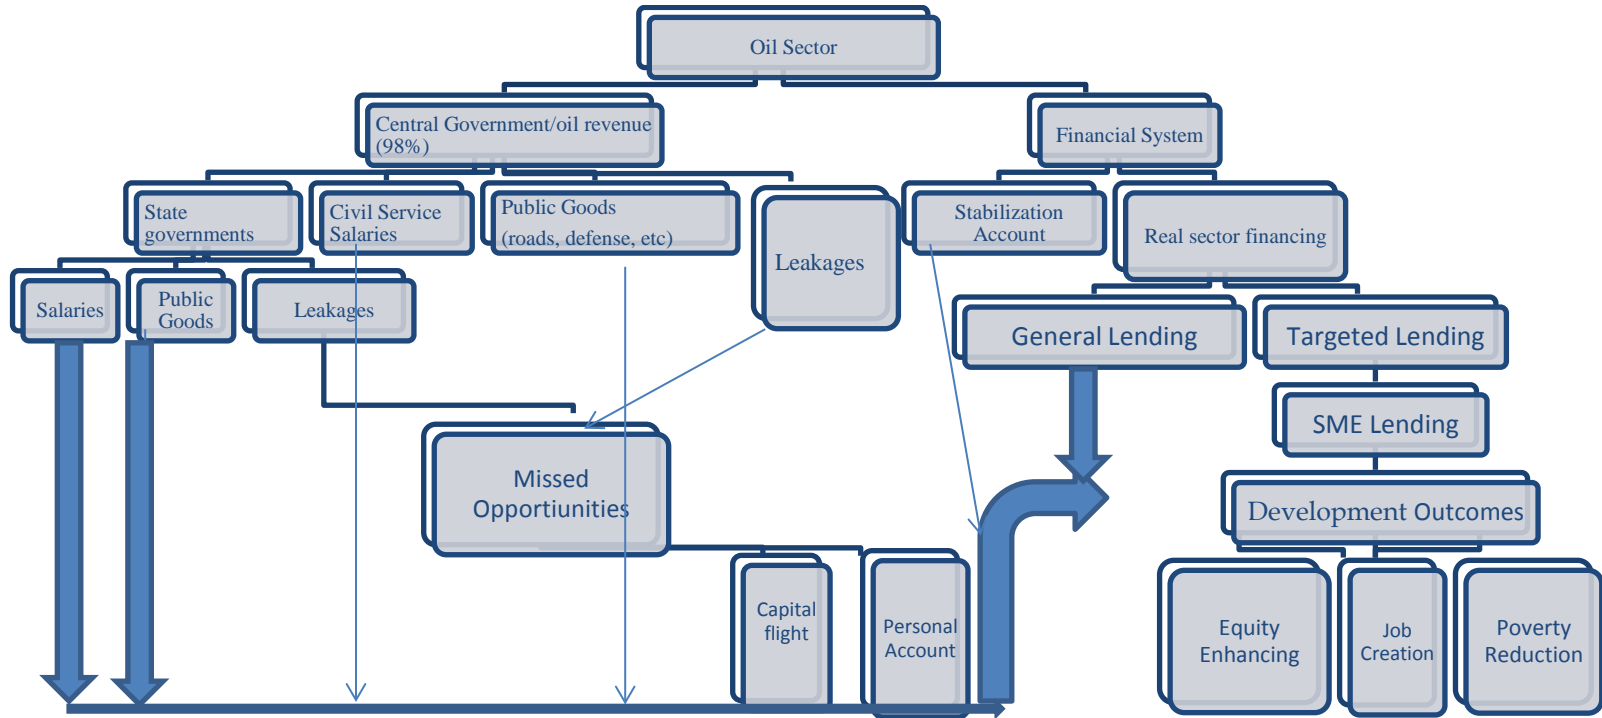 Oil Sector
Central Government/oil revenue
(98%)
Financial System
State
governments
Civil Service
Salaries
Public Goods
(roads, defense, etc)
Leakages
Stabilization
Account
Real sector financing
Salaries
Public
Goods
Leakages
General Lending
Targeted Lending
SME Lending
Missed
Opportiunities
Development Outcomes
Capital
flight
Personal
Account
Equity
Enhancing
Job
Creation
Poverty
Reduction